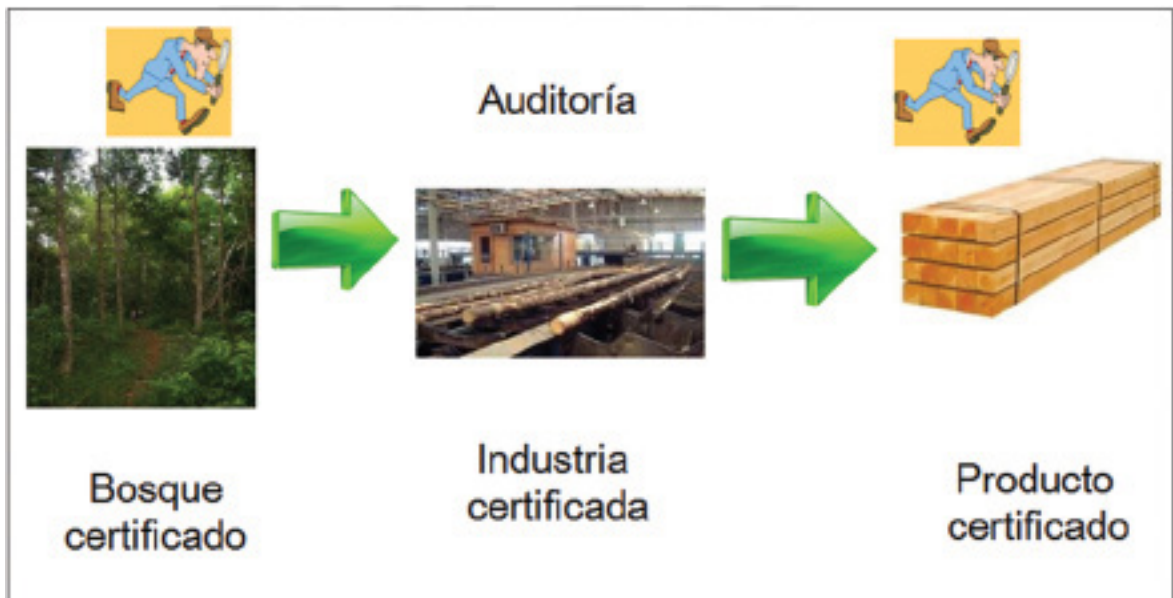 Auditoría
Bosque
certificado
Industria
certificada
Producto
certificado